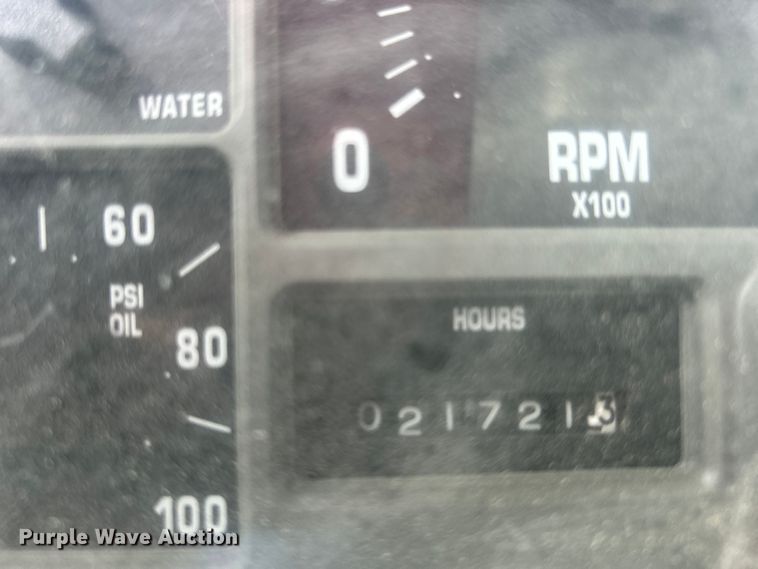 WATER
0
RPM
X100
60
PSI
OIL
80
100
HOURS
0217213
Purple Wave Auction